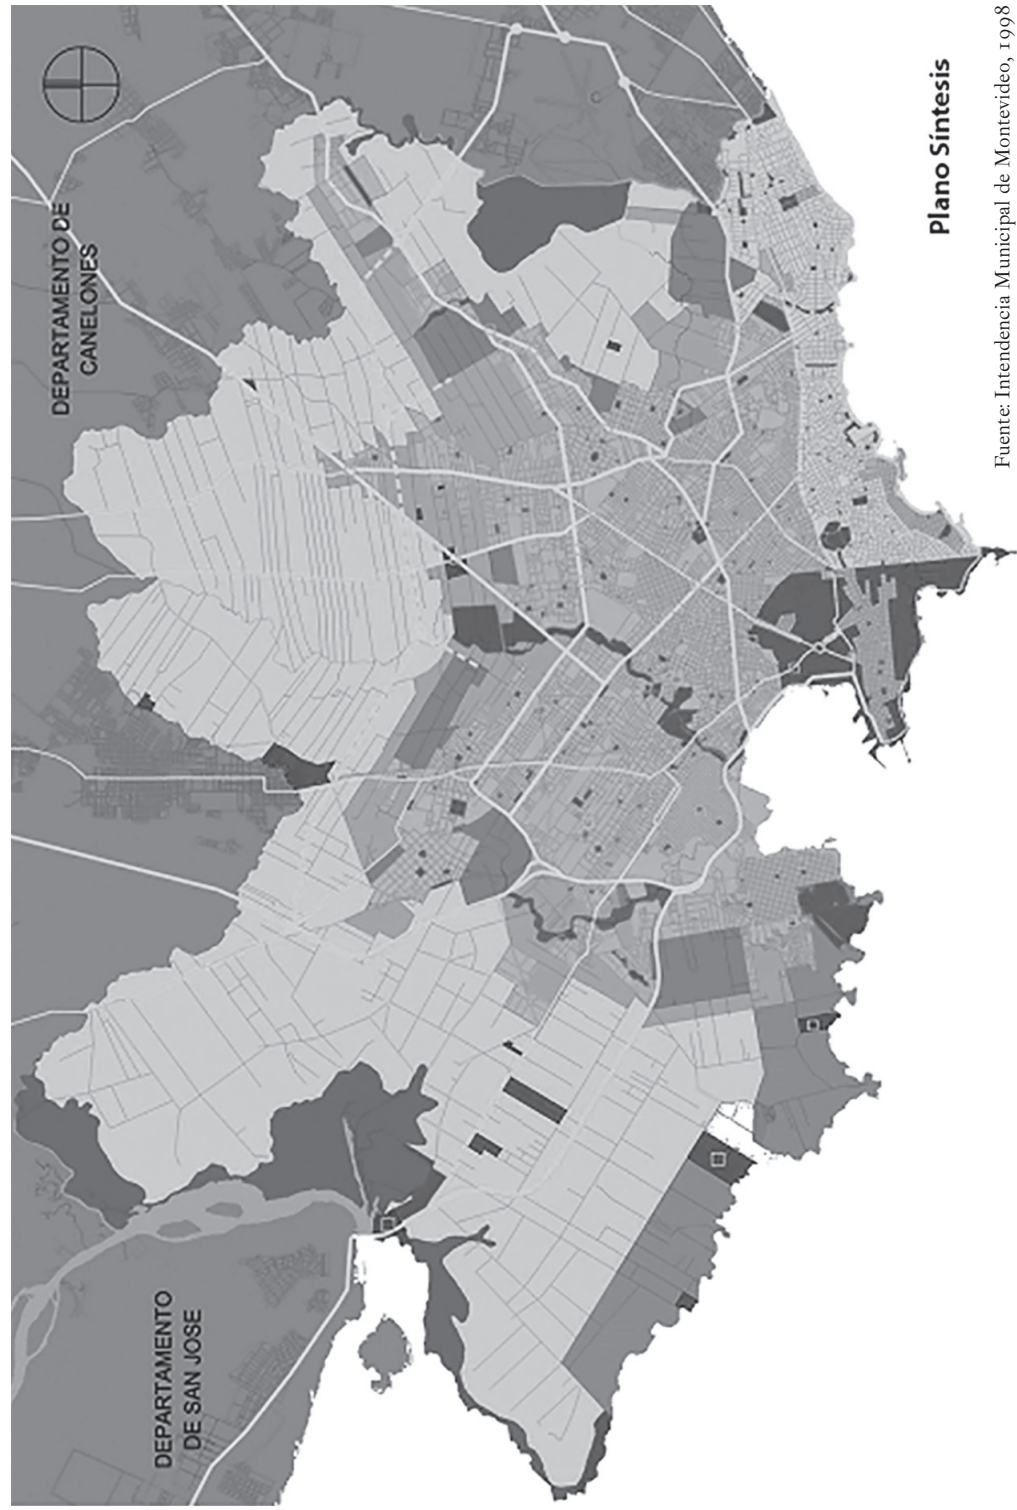 DEPARTAMENTO
DE SAN JOSE
DEPARTAMENTO DE
CANELONES
Plano Síntesis
Fuente: Intendencia Municipal de Montevideo, 1998